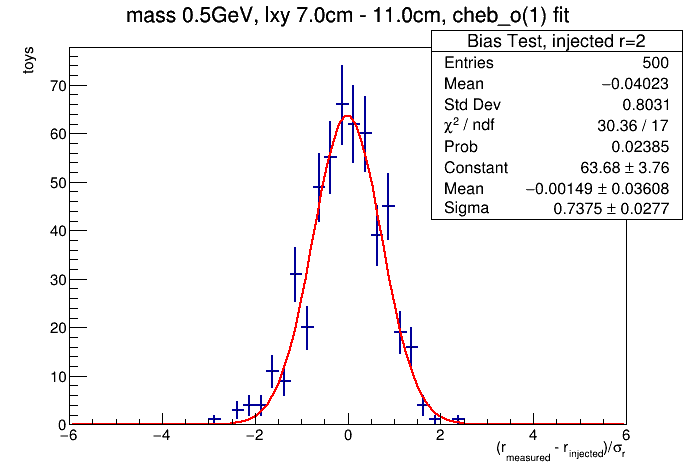 mass 0.5GeV, lxy 7.0cm - 11.0cm, cheb_o(1) fit
toys
Bias Test, injected r=2
Entries 500
Mean −0.04023
Std Dev 0.8031
χ² / ndf 30.36 / 17
Prob 0.02385
Constant 63.68 ± 3.76
Mean −0.00149 ± 0.03608
Sigma 0.7375 ± 0.0277
70
60
50
40
30
20
10
0
−6 −4 −2 0 2 4 6
(r_measured - r_injected)/σ_r